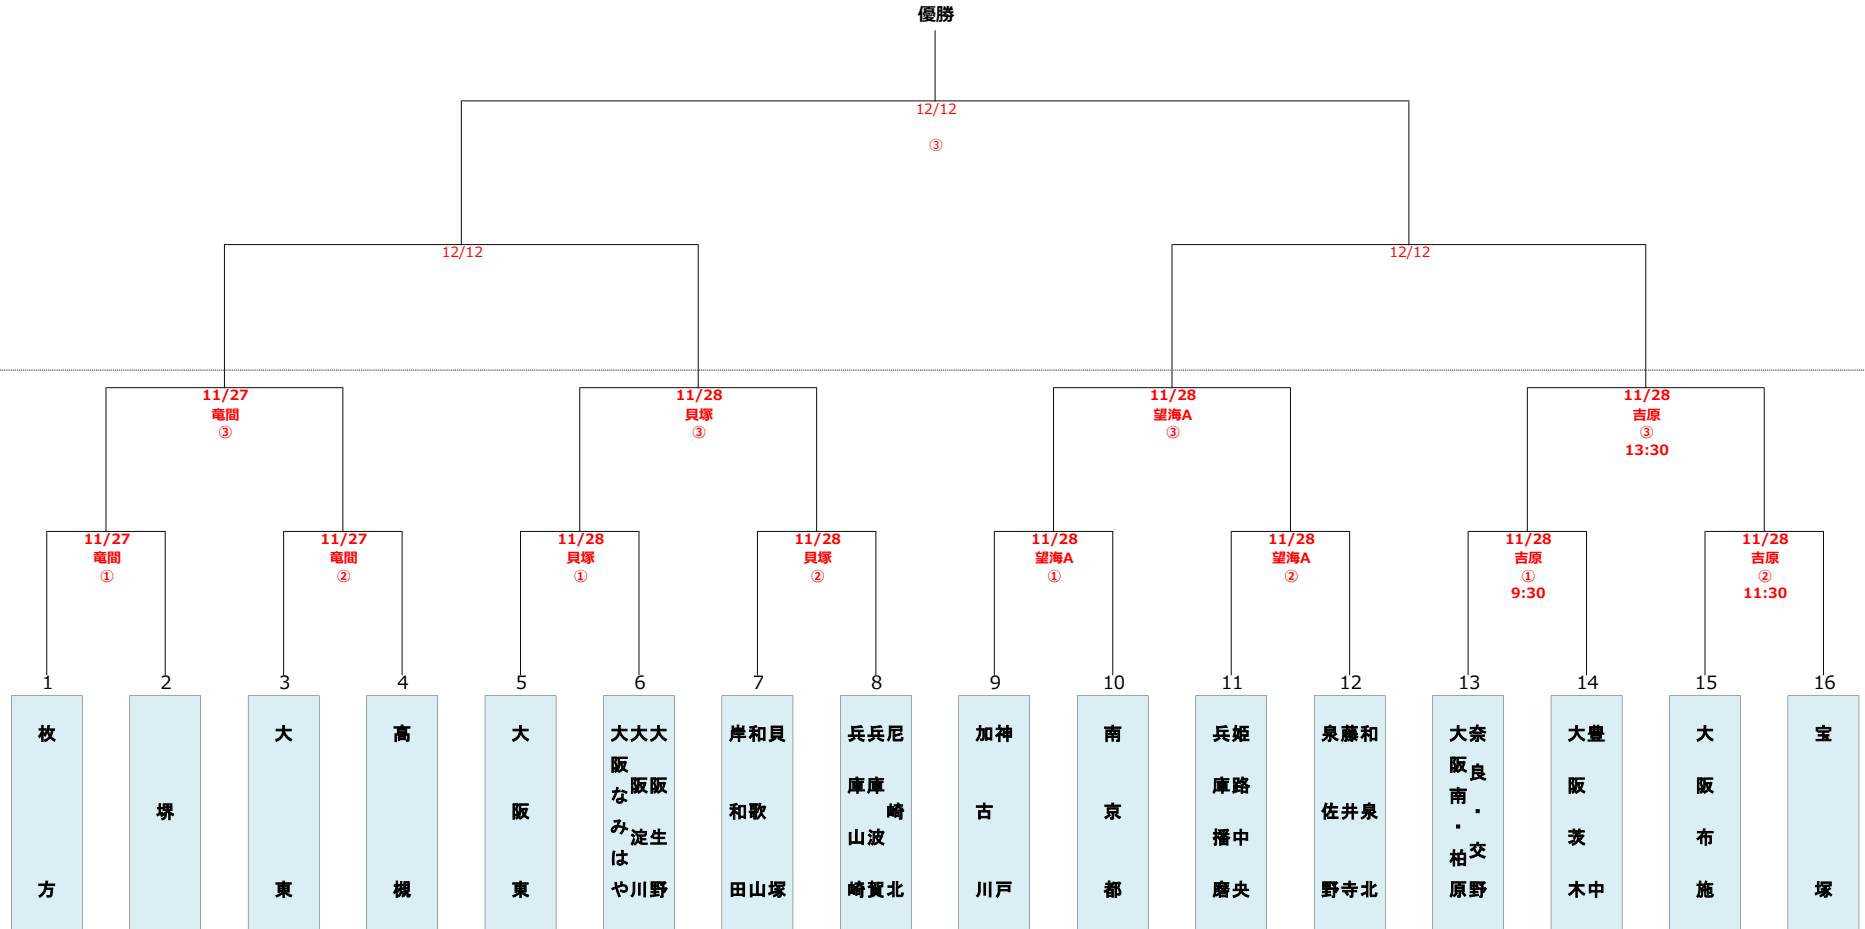 優勝
12/12
③
12/12
12/12
11/27
竜間
③
11/28
貝塚
③
11/28
望海A
③
11/28
吉原
③
13:30
11/27
竜間
①
11/27
竜間
②
11/28
貝塚
①
11/28
貝塚
②
11/28
望海A
①
11/28
望海A
②
11/28
吉原
①
9:30
11/28
吉原
②
11:30
1
枚方
2
堺
3
大東
4
高槻
5
大阪東
6
大阪生野
大阪淀川
大阪なみはや
7
貝塚
和歌山
岸和田
8
尼崎北
兵庫波賀
兵庫山崎
9
神戸
加古川
10
南京都
11
姫路中央
兵庫播磨
12
和泉北
藤井寺
泉佐野
13
奈良・交野
大阪南・柏原
14
豊中
大阪茨木
15
大阪布施
16
宝塚